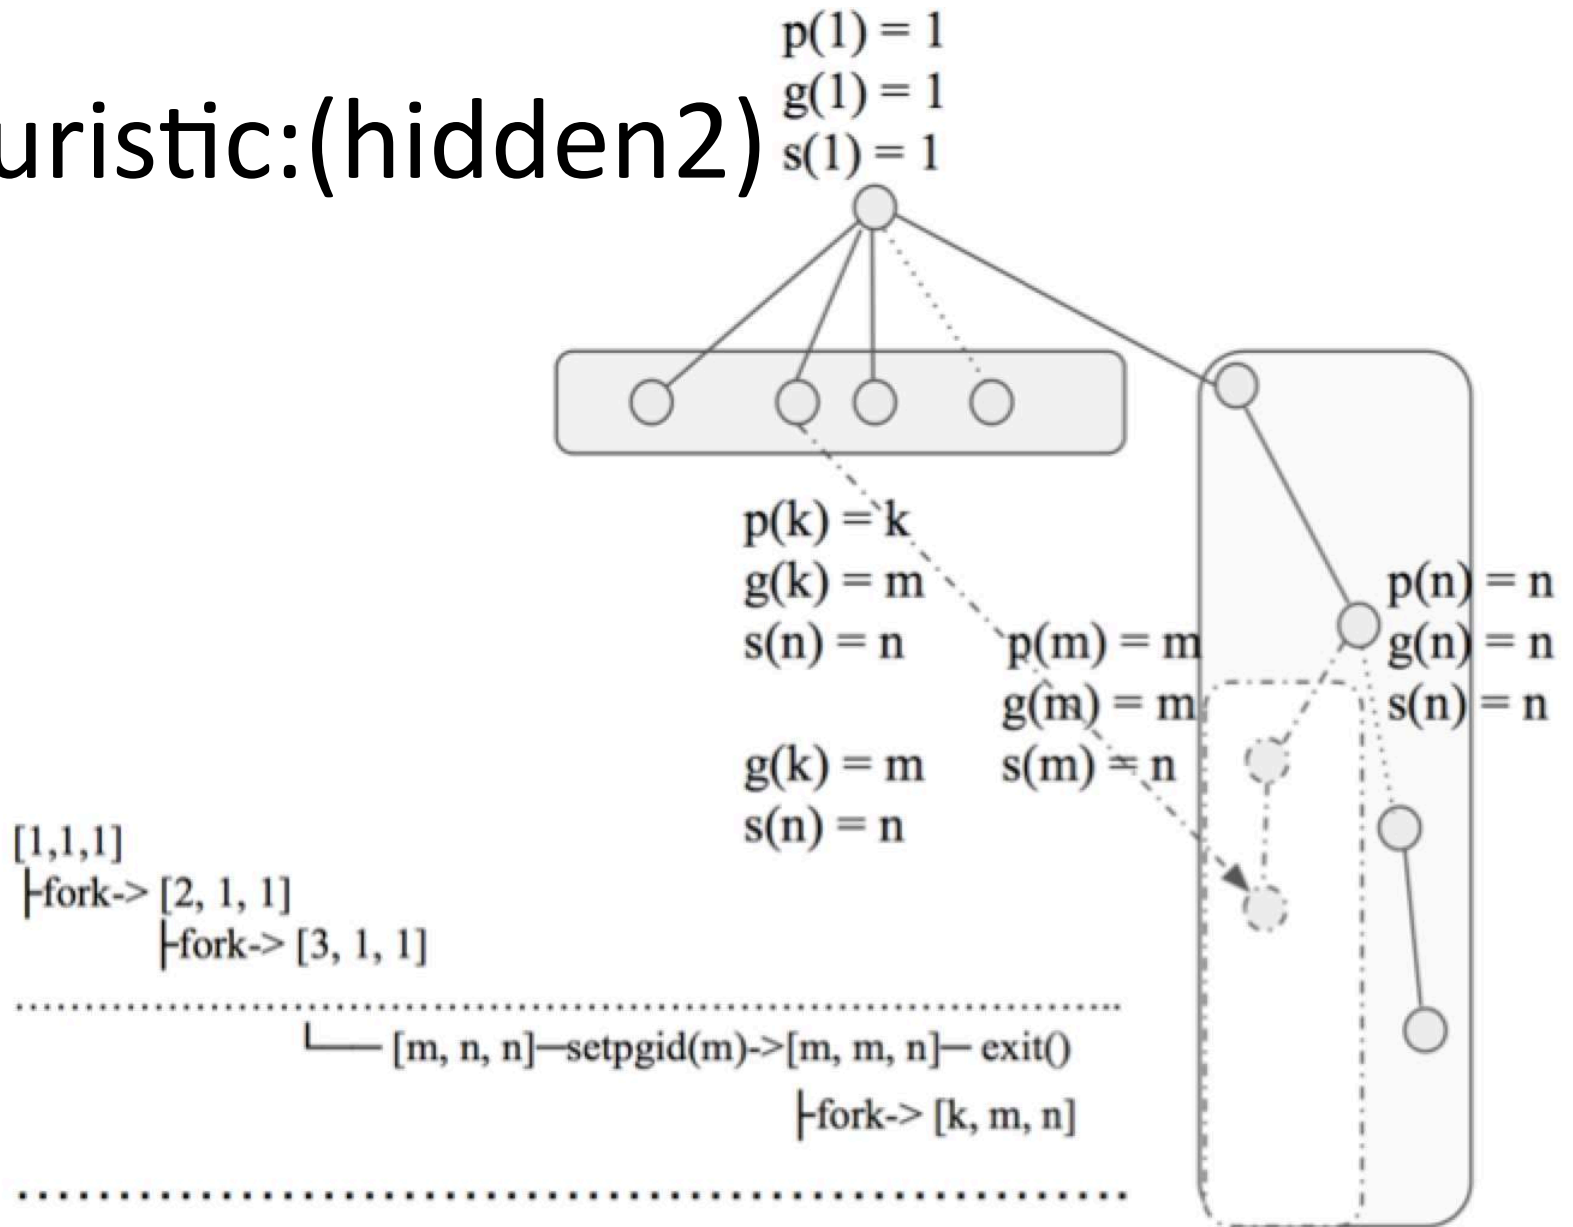 p(1) = 1
g(1) = 1
s(1) = 1
uristic:(hidden2)
p(k) = k
g(k) = m
s(n) = n
p(m) = m
g(m) = m
s(m) = n
p(n) = n
g(n) = n
s(n) = n
g(k) = m
s(n) = n
[1,1,1]
├fork-> [2, 1, 1]
├fork-> [3, 1, 1]
└── [m, n, n]─setpgid(m)->[m, m, n]─ exit()
├fork-> [k, m, n]